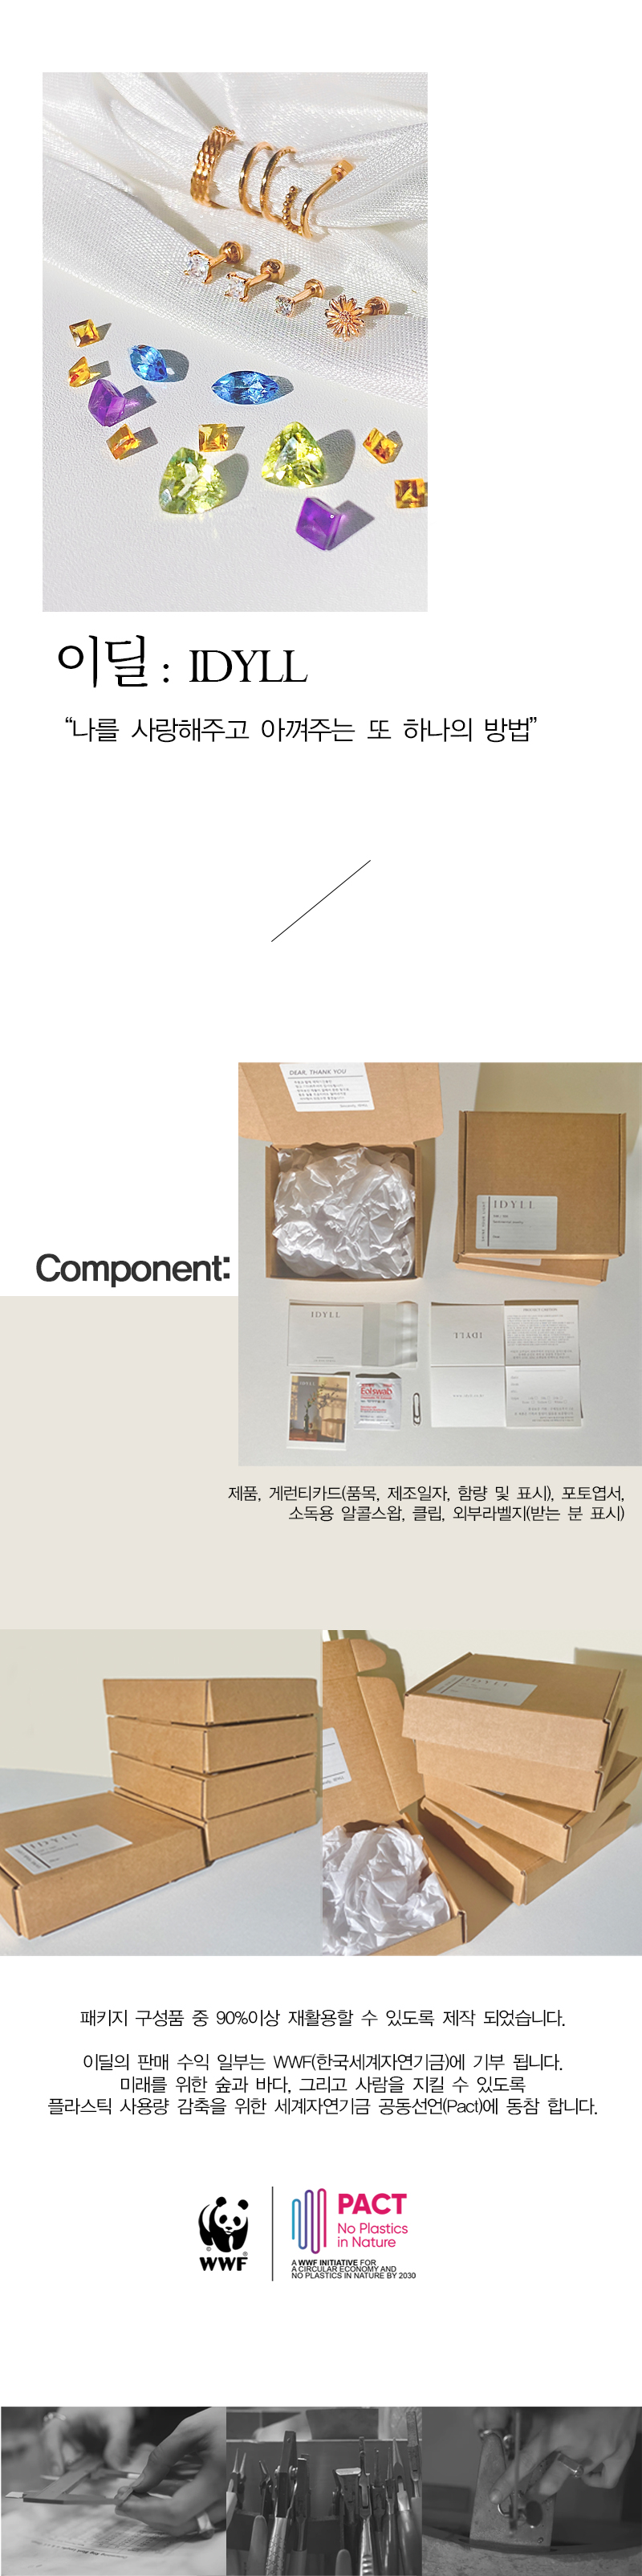 이딜 : IDYLL
“나를 사랑해주고 아껴주는 또 하나의 방법”
DEAR, THANK YOU
IDYLL
Component:
IDYLL
IDYLL
IDYLL
Eolswab
제품, 게런티카드(품목, 제조일자, 함량 및 표시), 포토엽서,
소독용 알콜스왑, 클립, 외부라벨지(받는 분 표시)
IDYLL
IDYLL
패키지 구성품 중 90%이상 재활용할 수 있도록 제작 되었습니다.
이딜의 판매 수익 일부는 WWF(한국세계자연기금)에 기부 됩니다.
미래를 위한 숲과 바다, 그리고 사람을 지킬 수 있도록
플라스틱 사용량 감축을 위한 세계자연기금 공동선언(Pact)에 동참 합니다.
WWF
PACT
No Plastics
in Nature
A WWF INITIATIVE FOR
A CIRCULAR ECONOMY AND
NO PLASTICS IN NATURE BY 2030